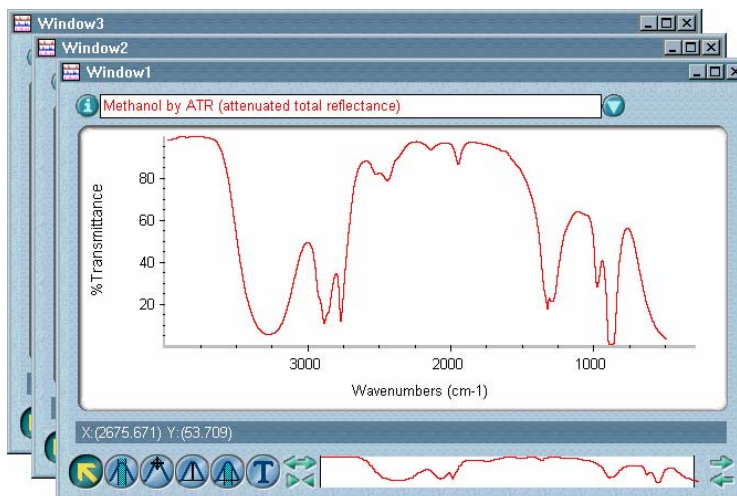 Window3
Window2
Window1
Methanol by ATR (attenuated total reflectance)
80
60
40
20
%Transmittance
3000
2000
1000
Wavenumbers (cm-1)
X:(2675.671) Y:(53.709)
T